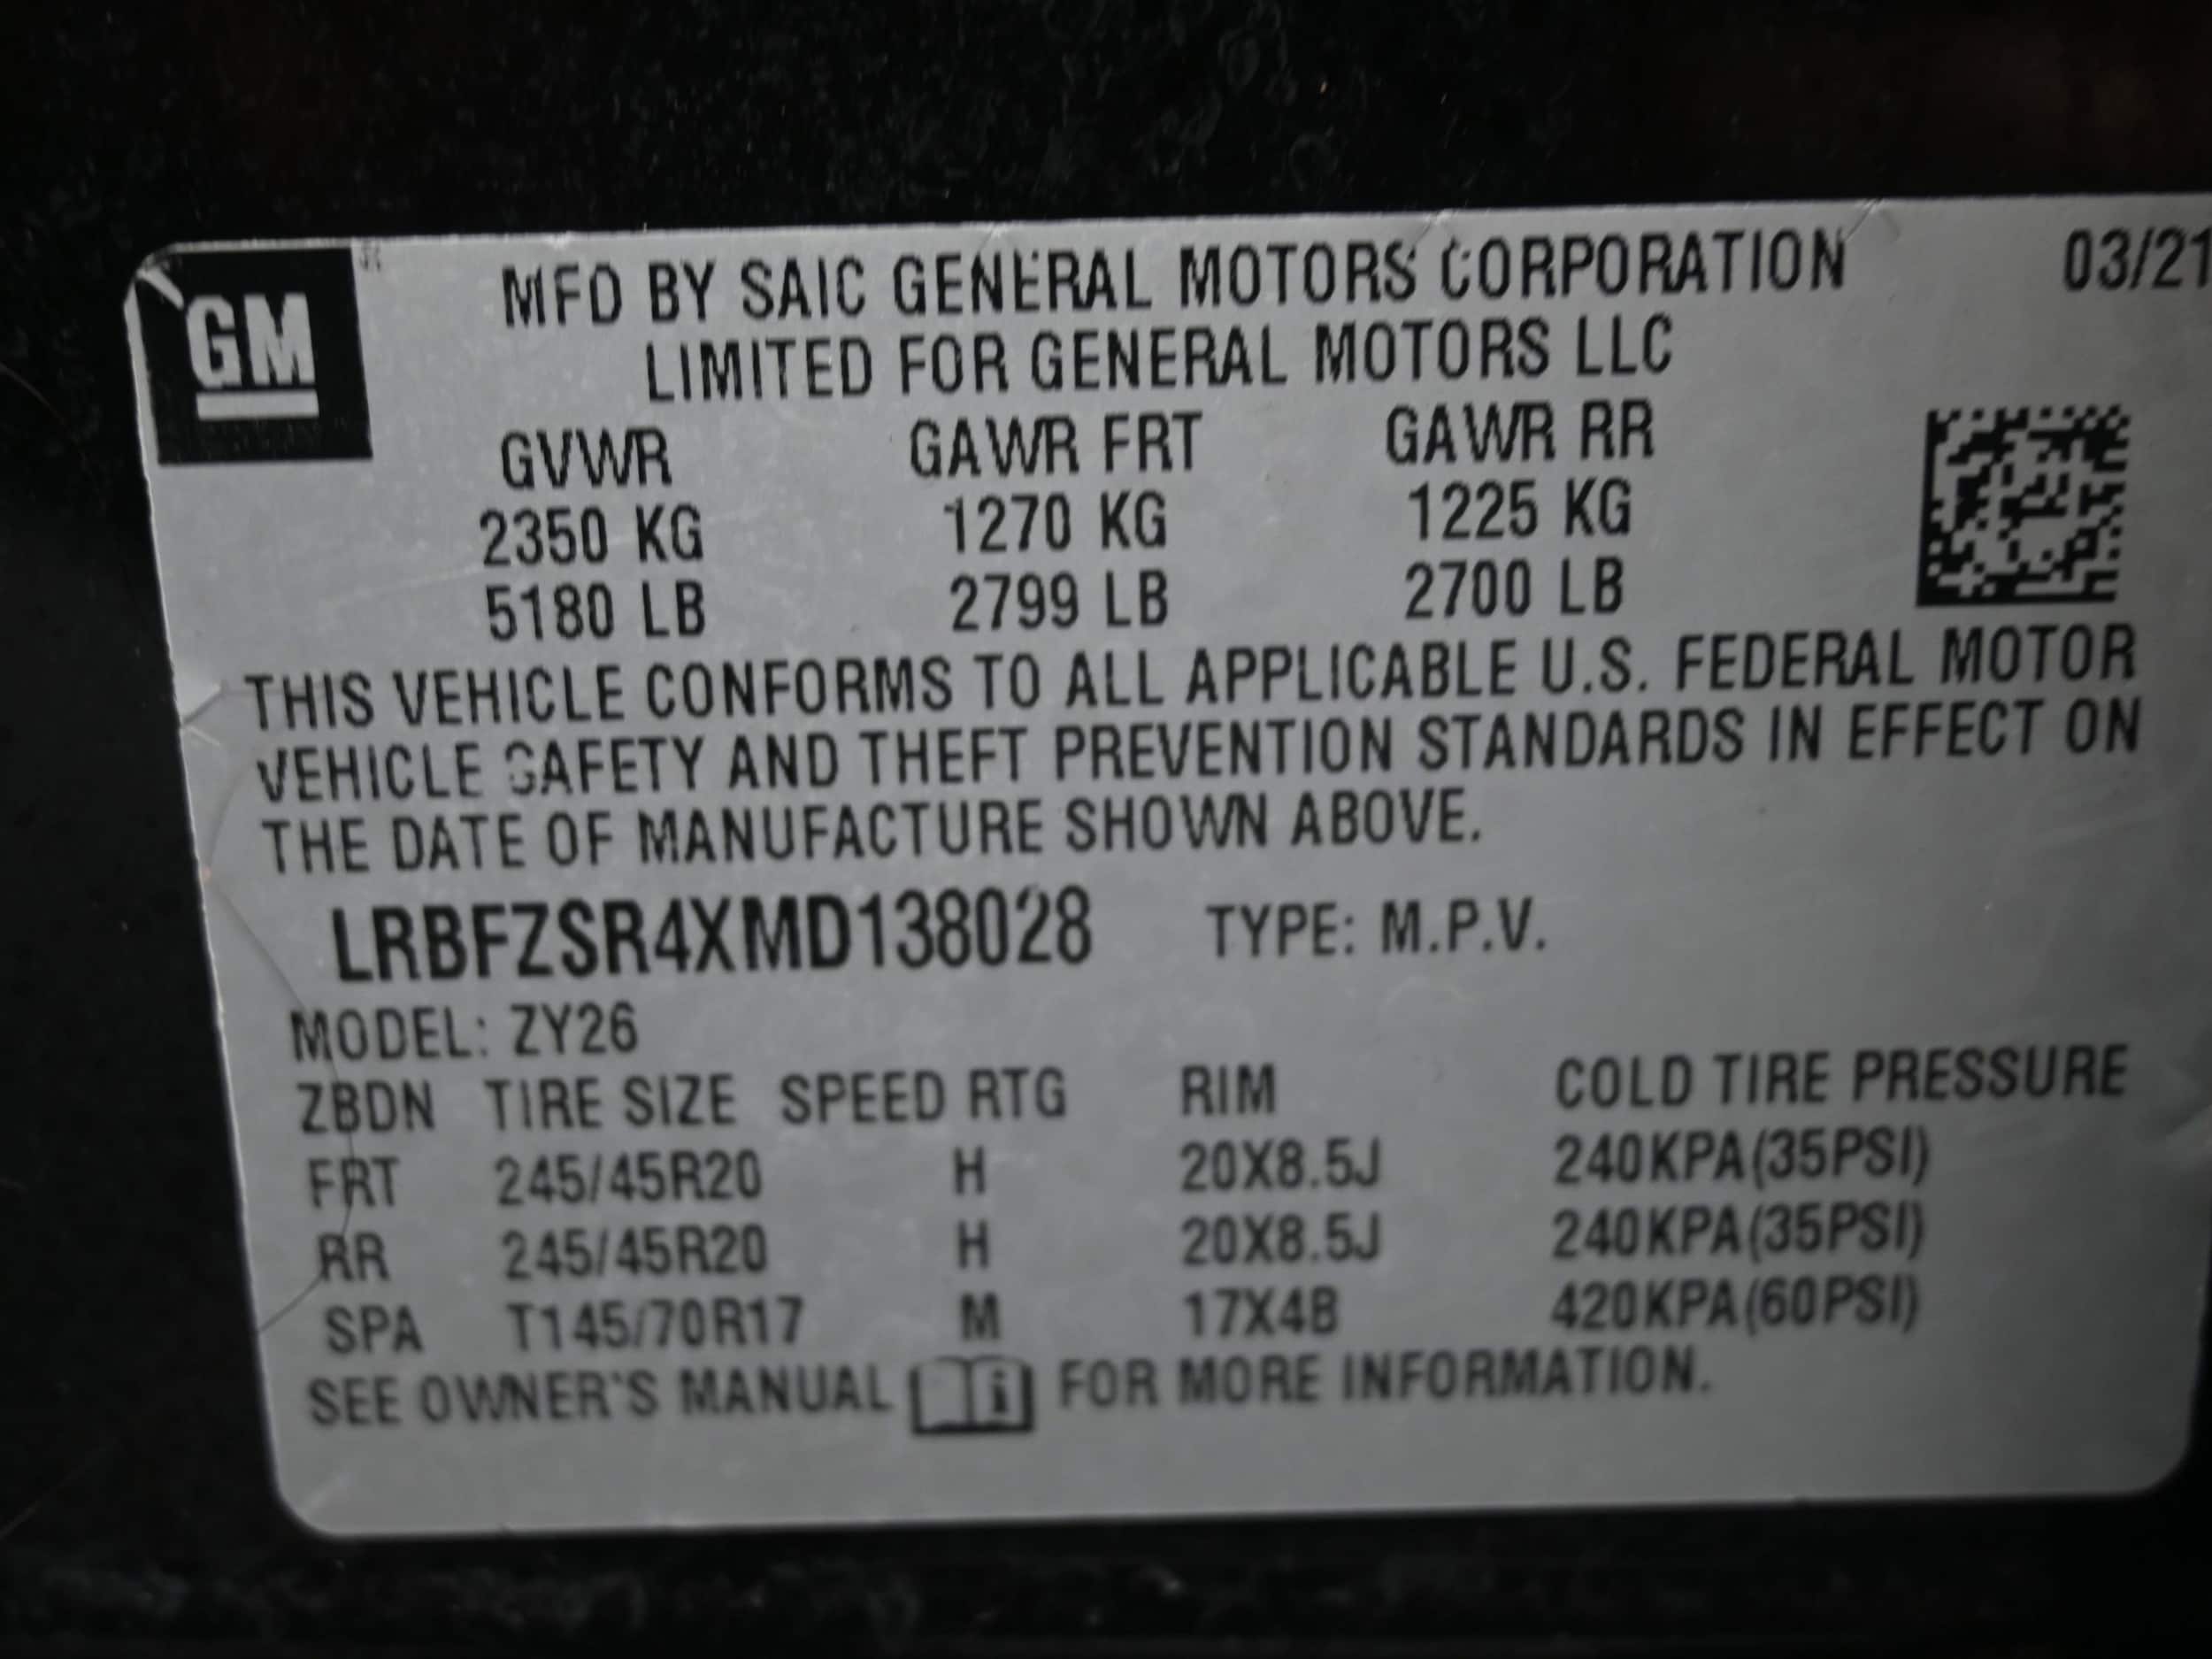 GM
MFD BY SAIC GENERAL MOTORS CORPORATION 03/21
LIMITED FOR GENERAL MOTORS LLC
GVWR GAWR FRT GAWR RR
2350 KG 1270 KG 1225 KG
5180 LB 2799 LB 2700 LB
THIS VEHICLE CONFORMS TO ALL APPLICABLE U.S. FEDERAL MOTOR
VEHICLE SAFETY AND THEFT PREVENTION STANDARDS IN EFFECT ON
THE DATE OF MANUFACTURE SHOWN ABOVE.
LRBFZSR4XMD138028 TYPE: M.P.V.
MODEL: ZY26
ZBDN TIRE SIZE SPEED RTG RIM COLD TIRE PRESSURE
FRT 245/45R20 H 20X8.5J 240KPA(35PSI)
RR 245/45R20 H 20X8.5J 240KPA(35PSI)
SPA T145/70R17 M 17X4B 420KPA(60PSI)
SEE OWNER'S MANUAL i FOR MORE INFORMATION.